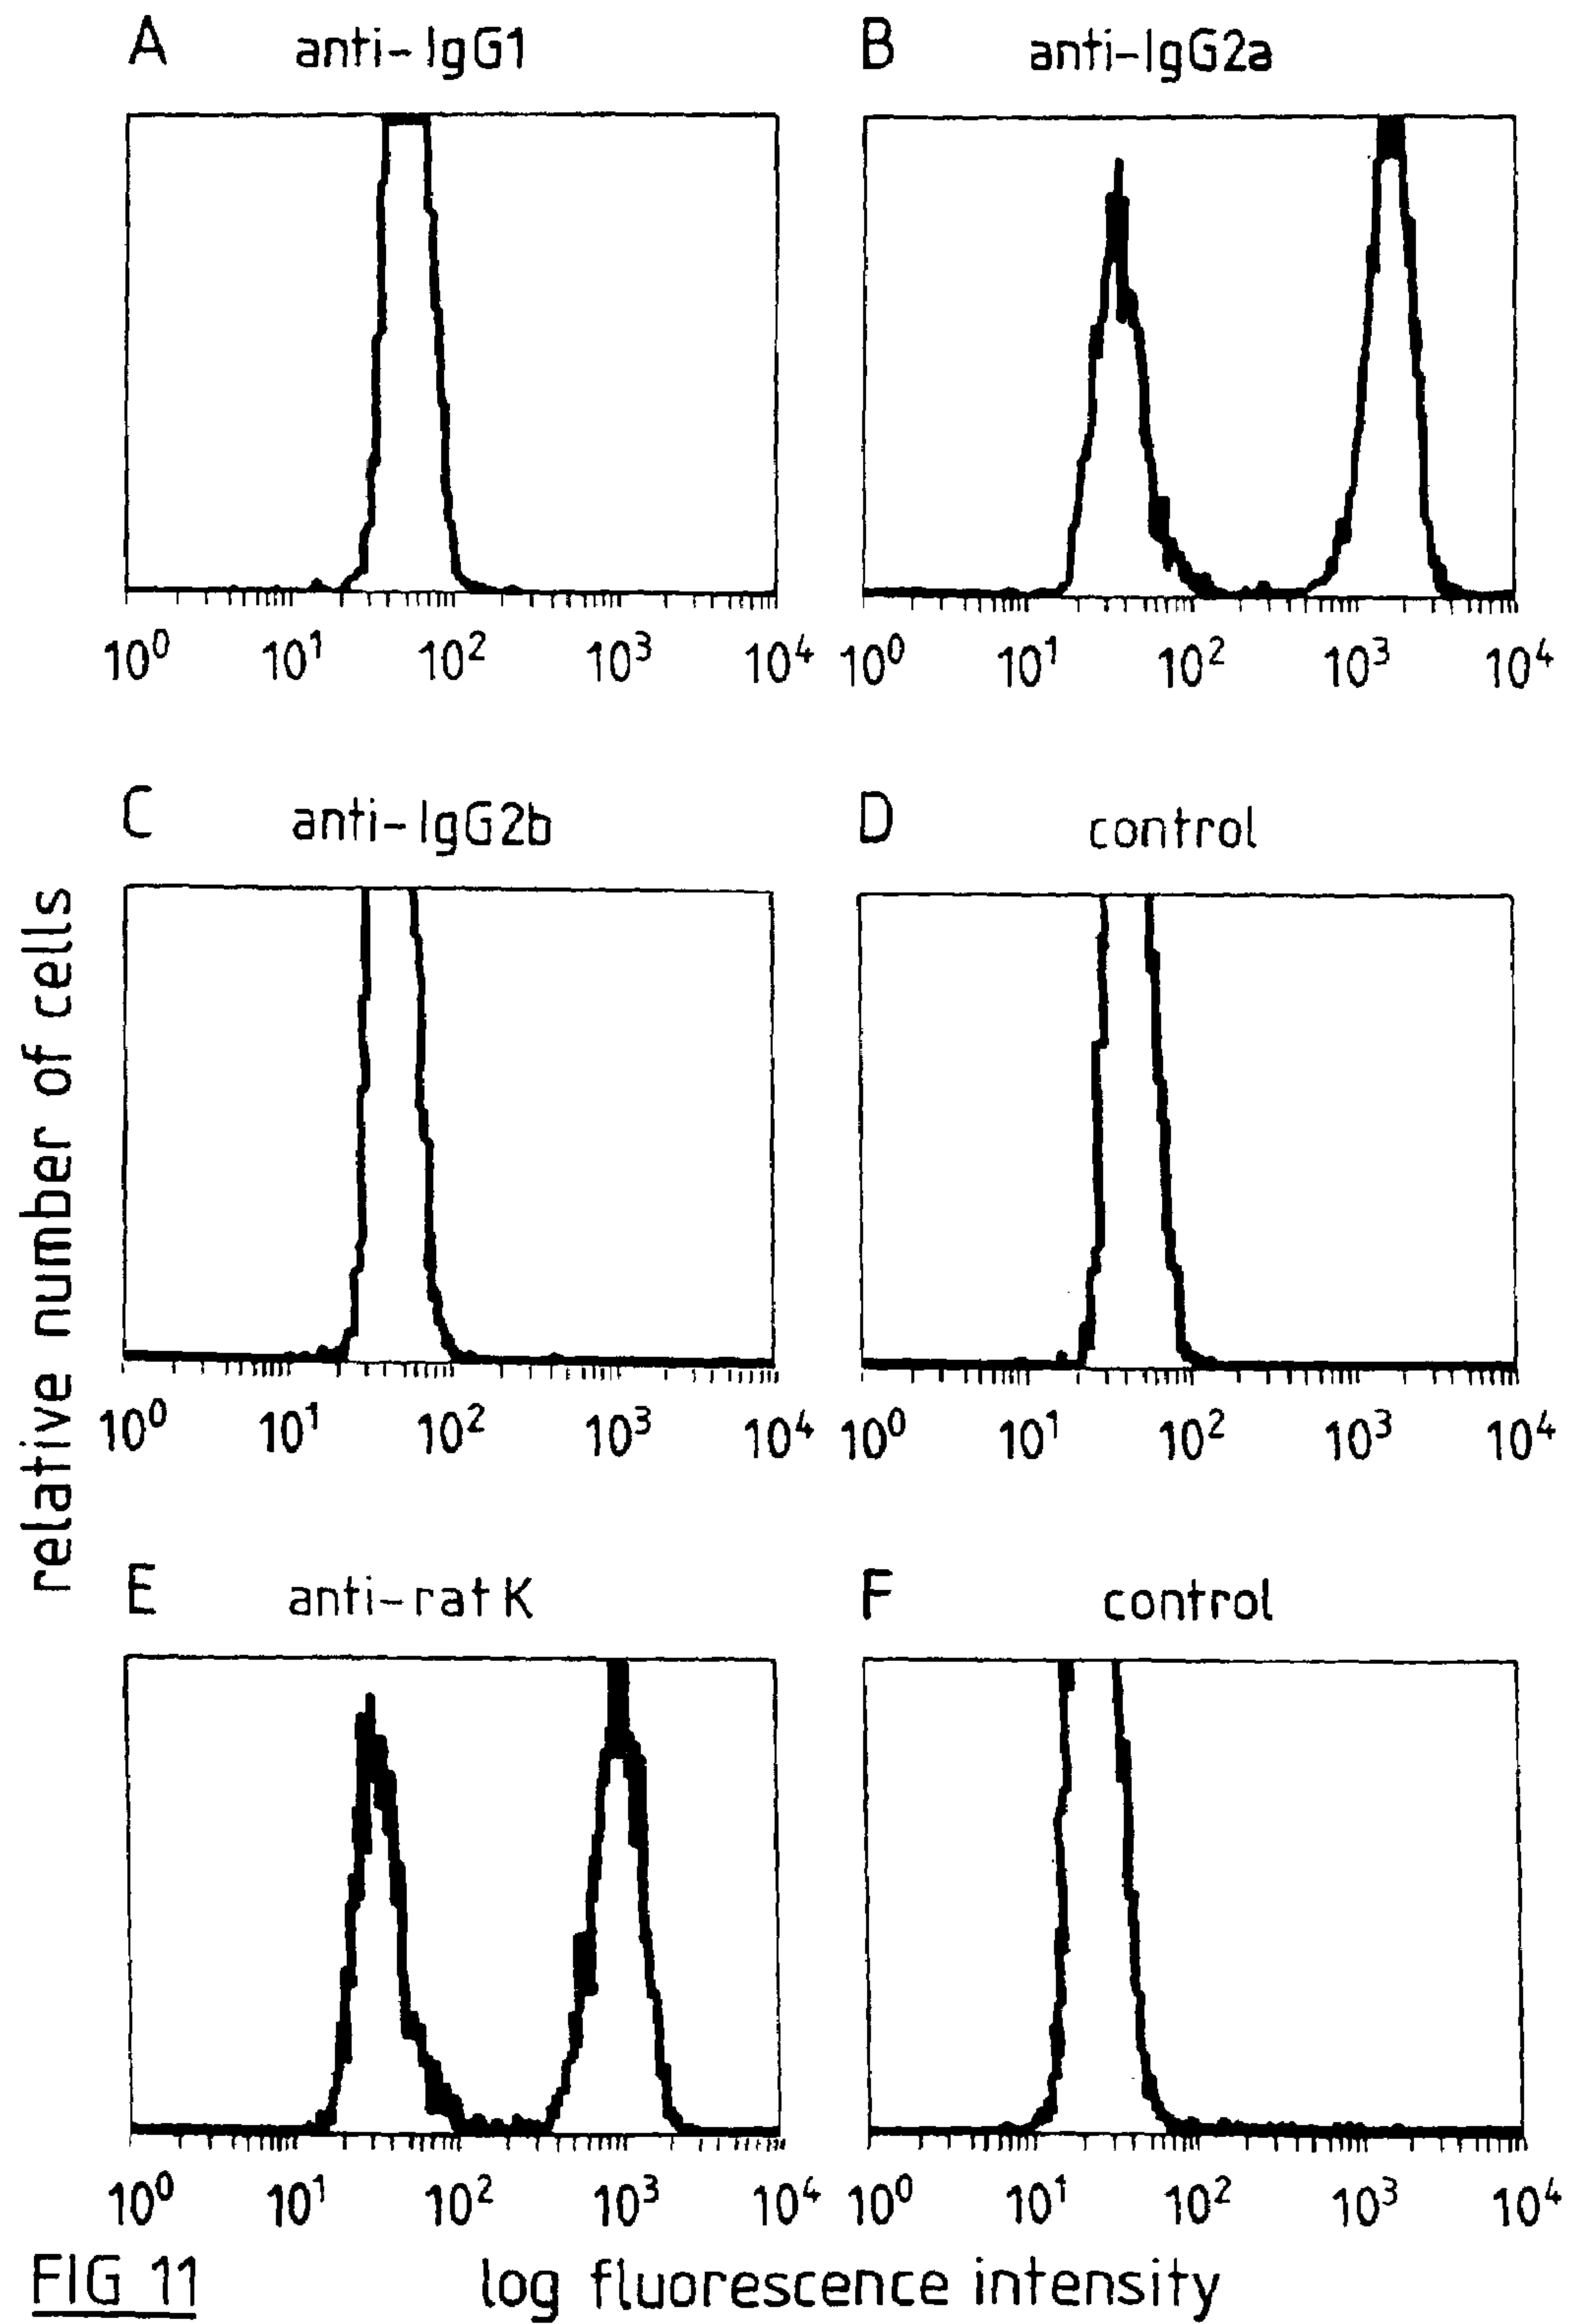 A anti-IgG1 B anti-IgG2a
10⁰ 10¹ 10² 10³ 10⁴ 10⁰ 10¹ 10² 10³ 10⁴
C anti-IgG2b D control
10⁰ 10¹ 10² 10³ 10⁴ 10⁰ 10¹ 10² 10³ 10⁴
relative number of cells
E anti-rat K F control
10⁰ 10¹ 10² 10³ 10⁴ 10⁰ 10¹ 10² 10³ 10⁴
FIG 11 log fluorescence intensity